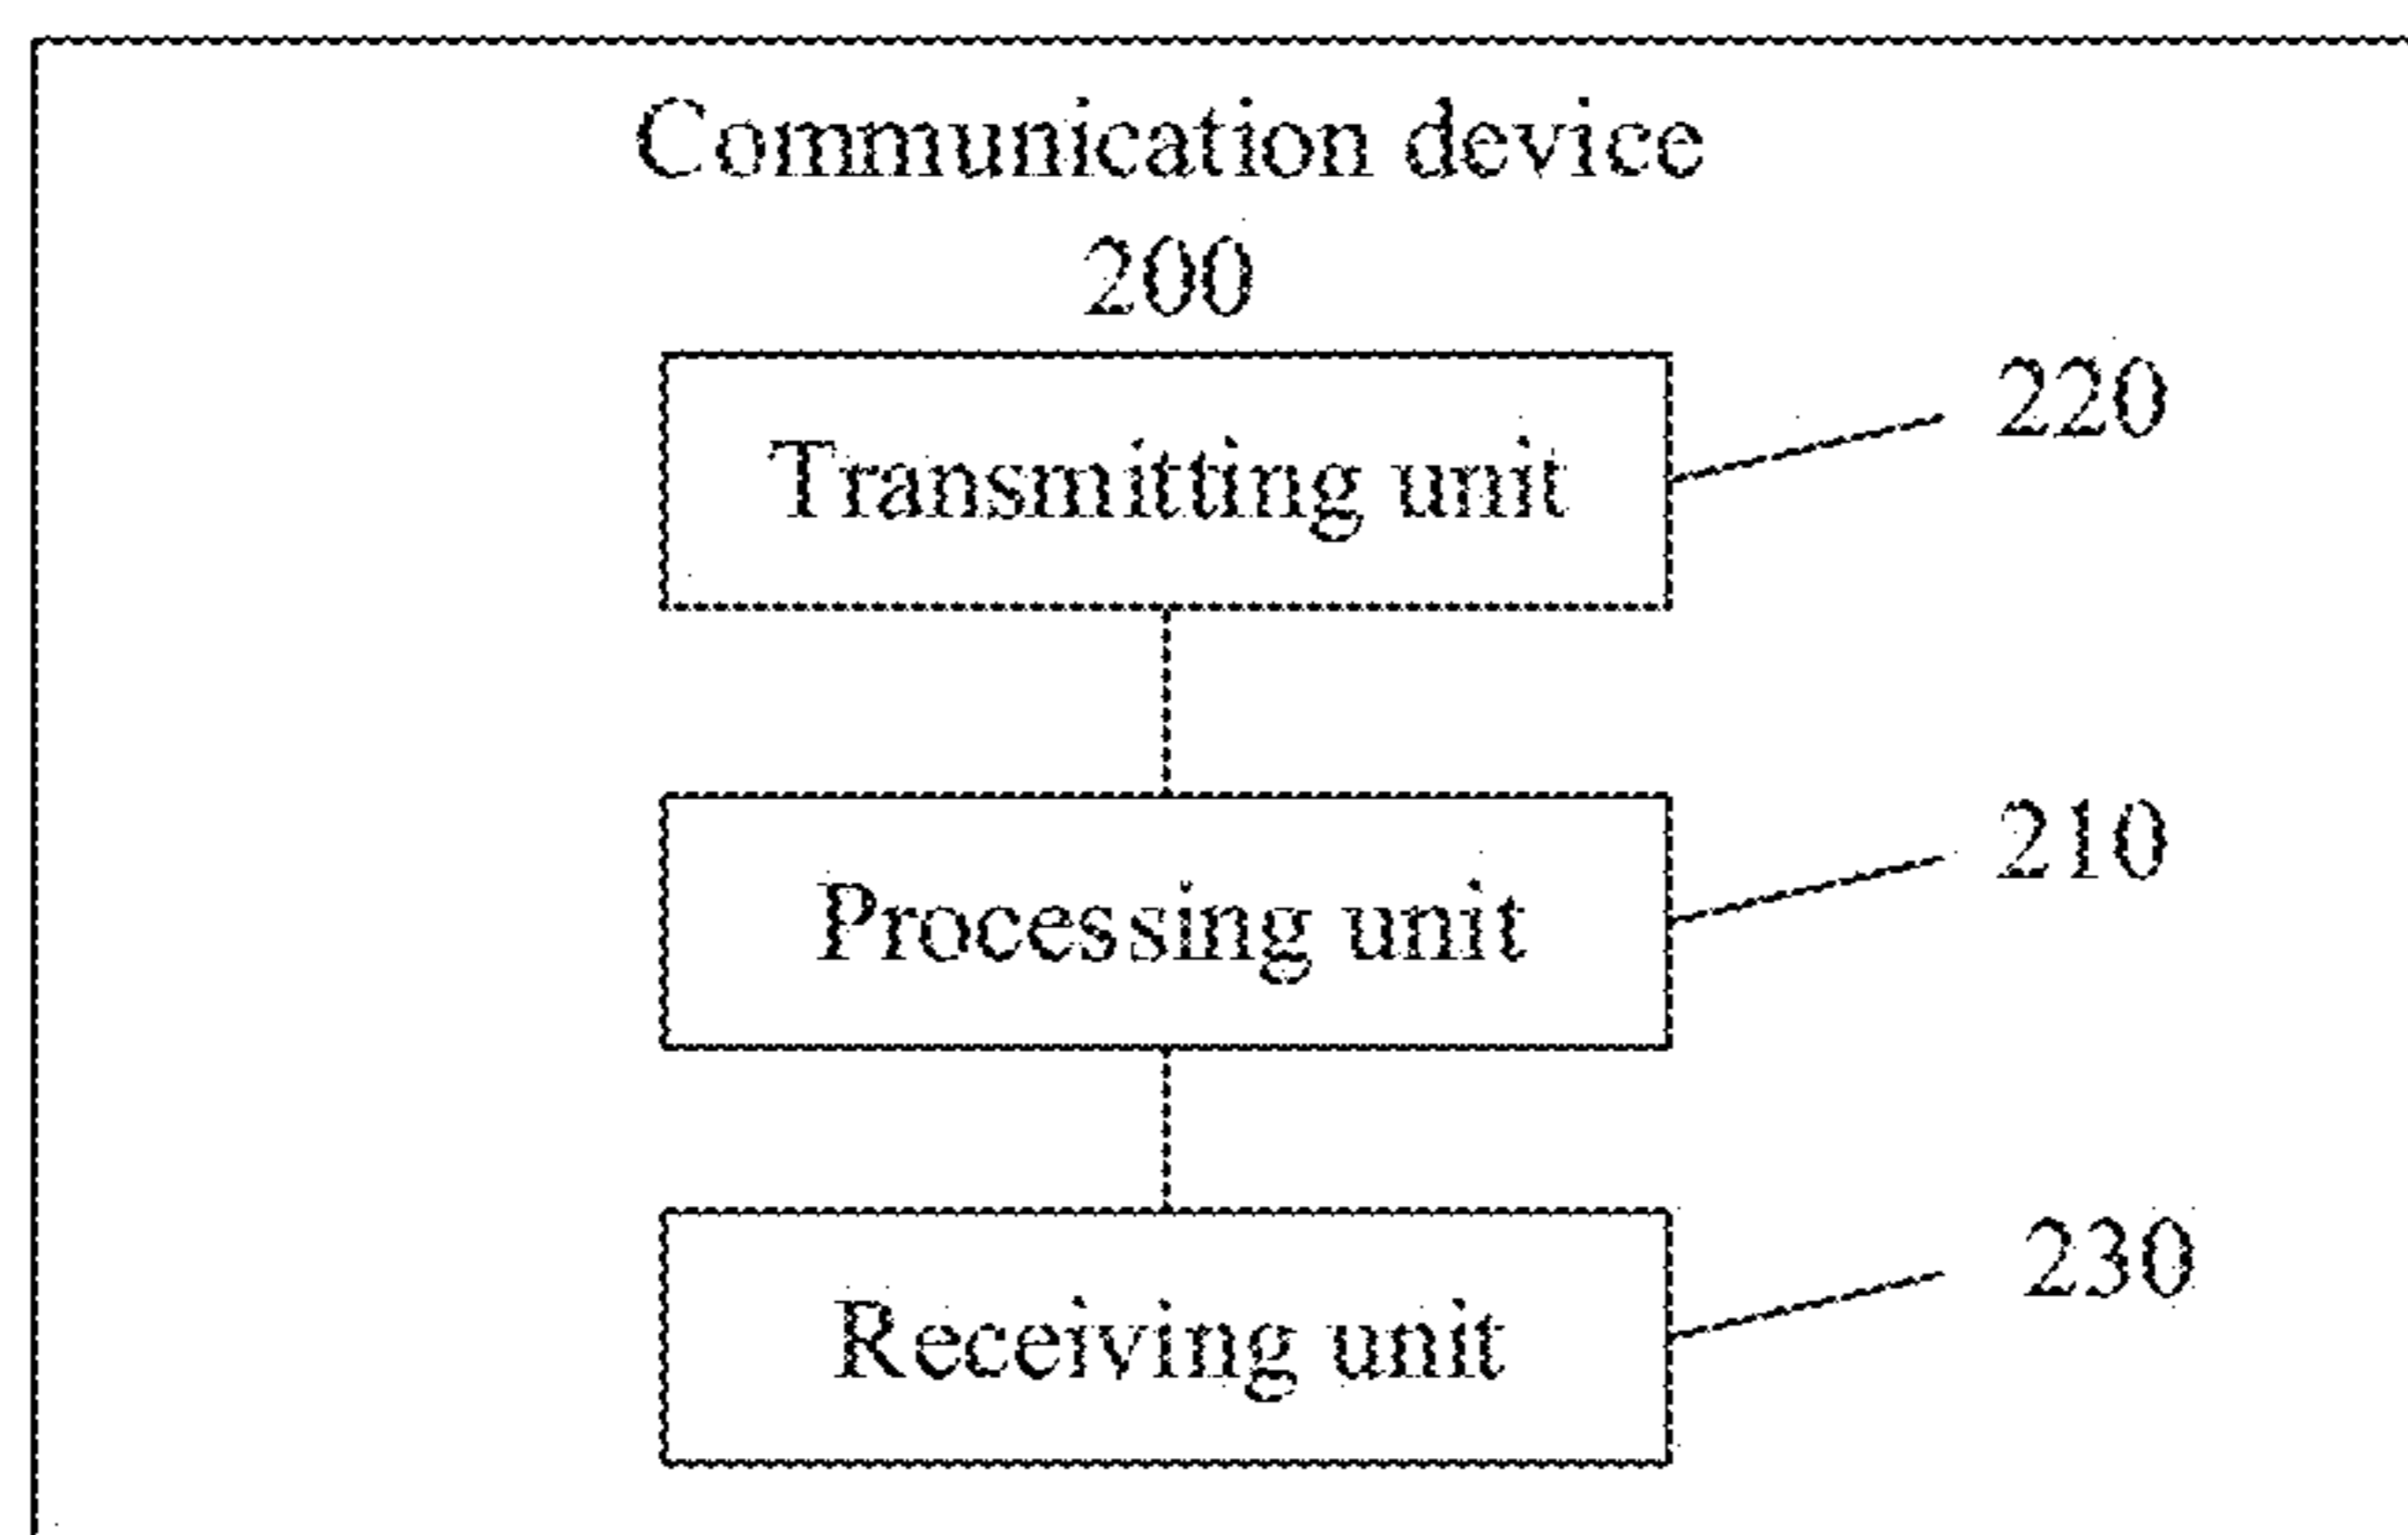 Communication device
200
Transmitting unit
220
Processing unit
210
Receiving unit
230